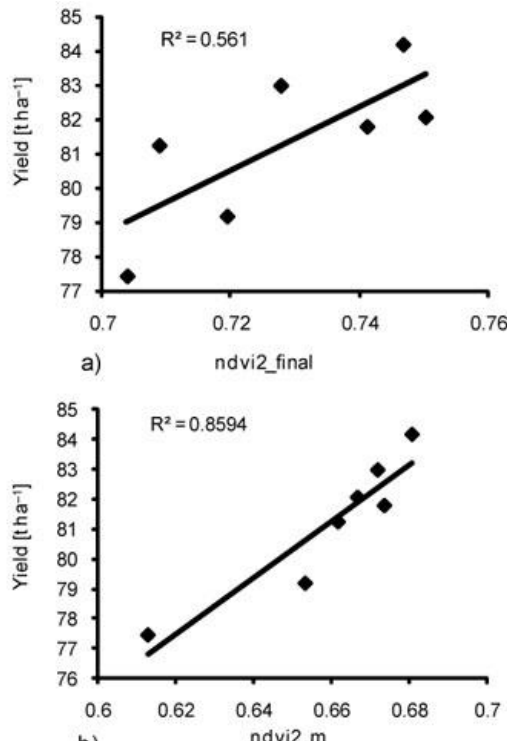 85
84
83
82
81
80
79
78
77
Yield [t ha⁻¹]
R² = 0.561
0.7 0.72 0.74 0.76
a) ndvi2_final
85
84
83
82
81
80
79
78
77
76
Yield [t ha⁻¹]
R² = 0.8594
0.6 0.62 0.64 0.66 0.68 0.7
ndvi2_m